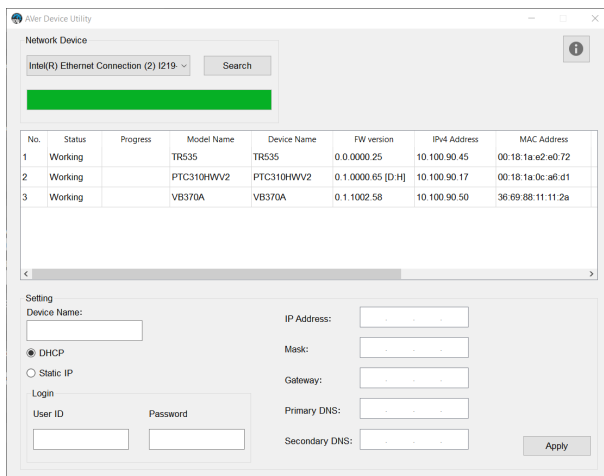 AVer Device Utility
Network Device
Intel(R) Ethernet Connection (2) I219-
Search
No. Status Progress Model Name Device Name FW version IPv4 Address MAC Address
1 Working TR535 TR535 0.0.0000.25 10.100.90.45 00:18:1a:e2:e0:72
2 Working PTC310HWV2 PTC310HWV2 0.1.0000.65 [D:H] 10.100.90.17 00:18:1a:0c:a6:d1
3 Working VB370A VB370A 0.1.1002.58 10.100.90.50 36:69:88:11:11:2a
Setting
Device Name:
DHCP
Static IP
Login
User ID Password
IP Address:
Mask:
Gateway:
Primary DNS:
Secondary DNS:
Apply